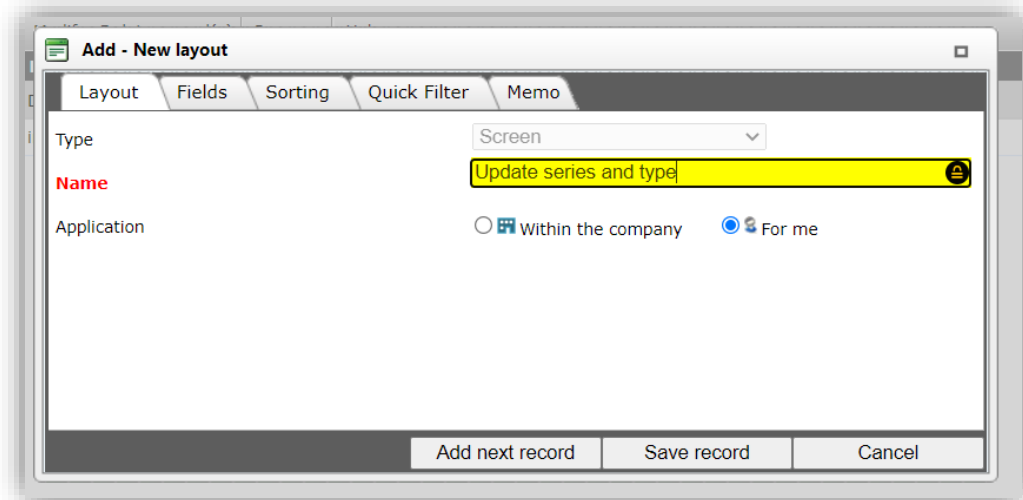 Add - New layout
Layout Fields Sorting Quick Filter Memo
Type Screen
Name Update series and type
Application Within the company For me
Add next record Save record Cancel